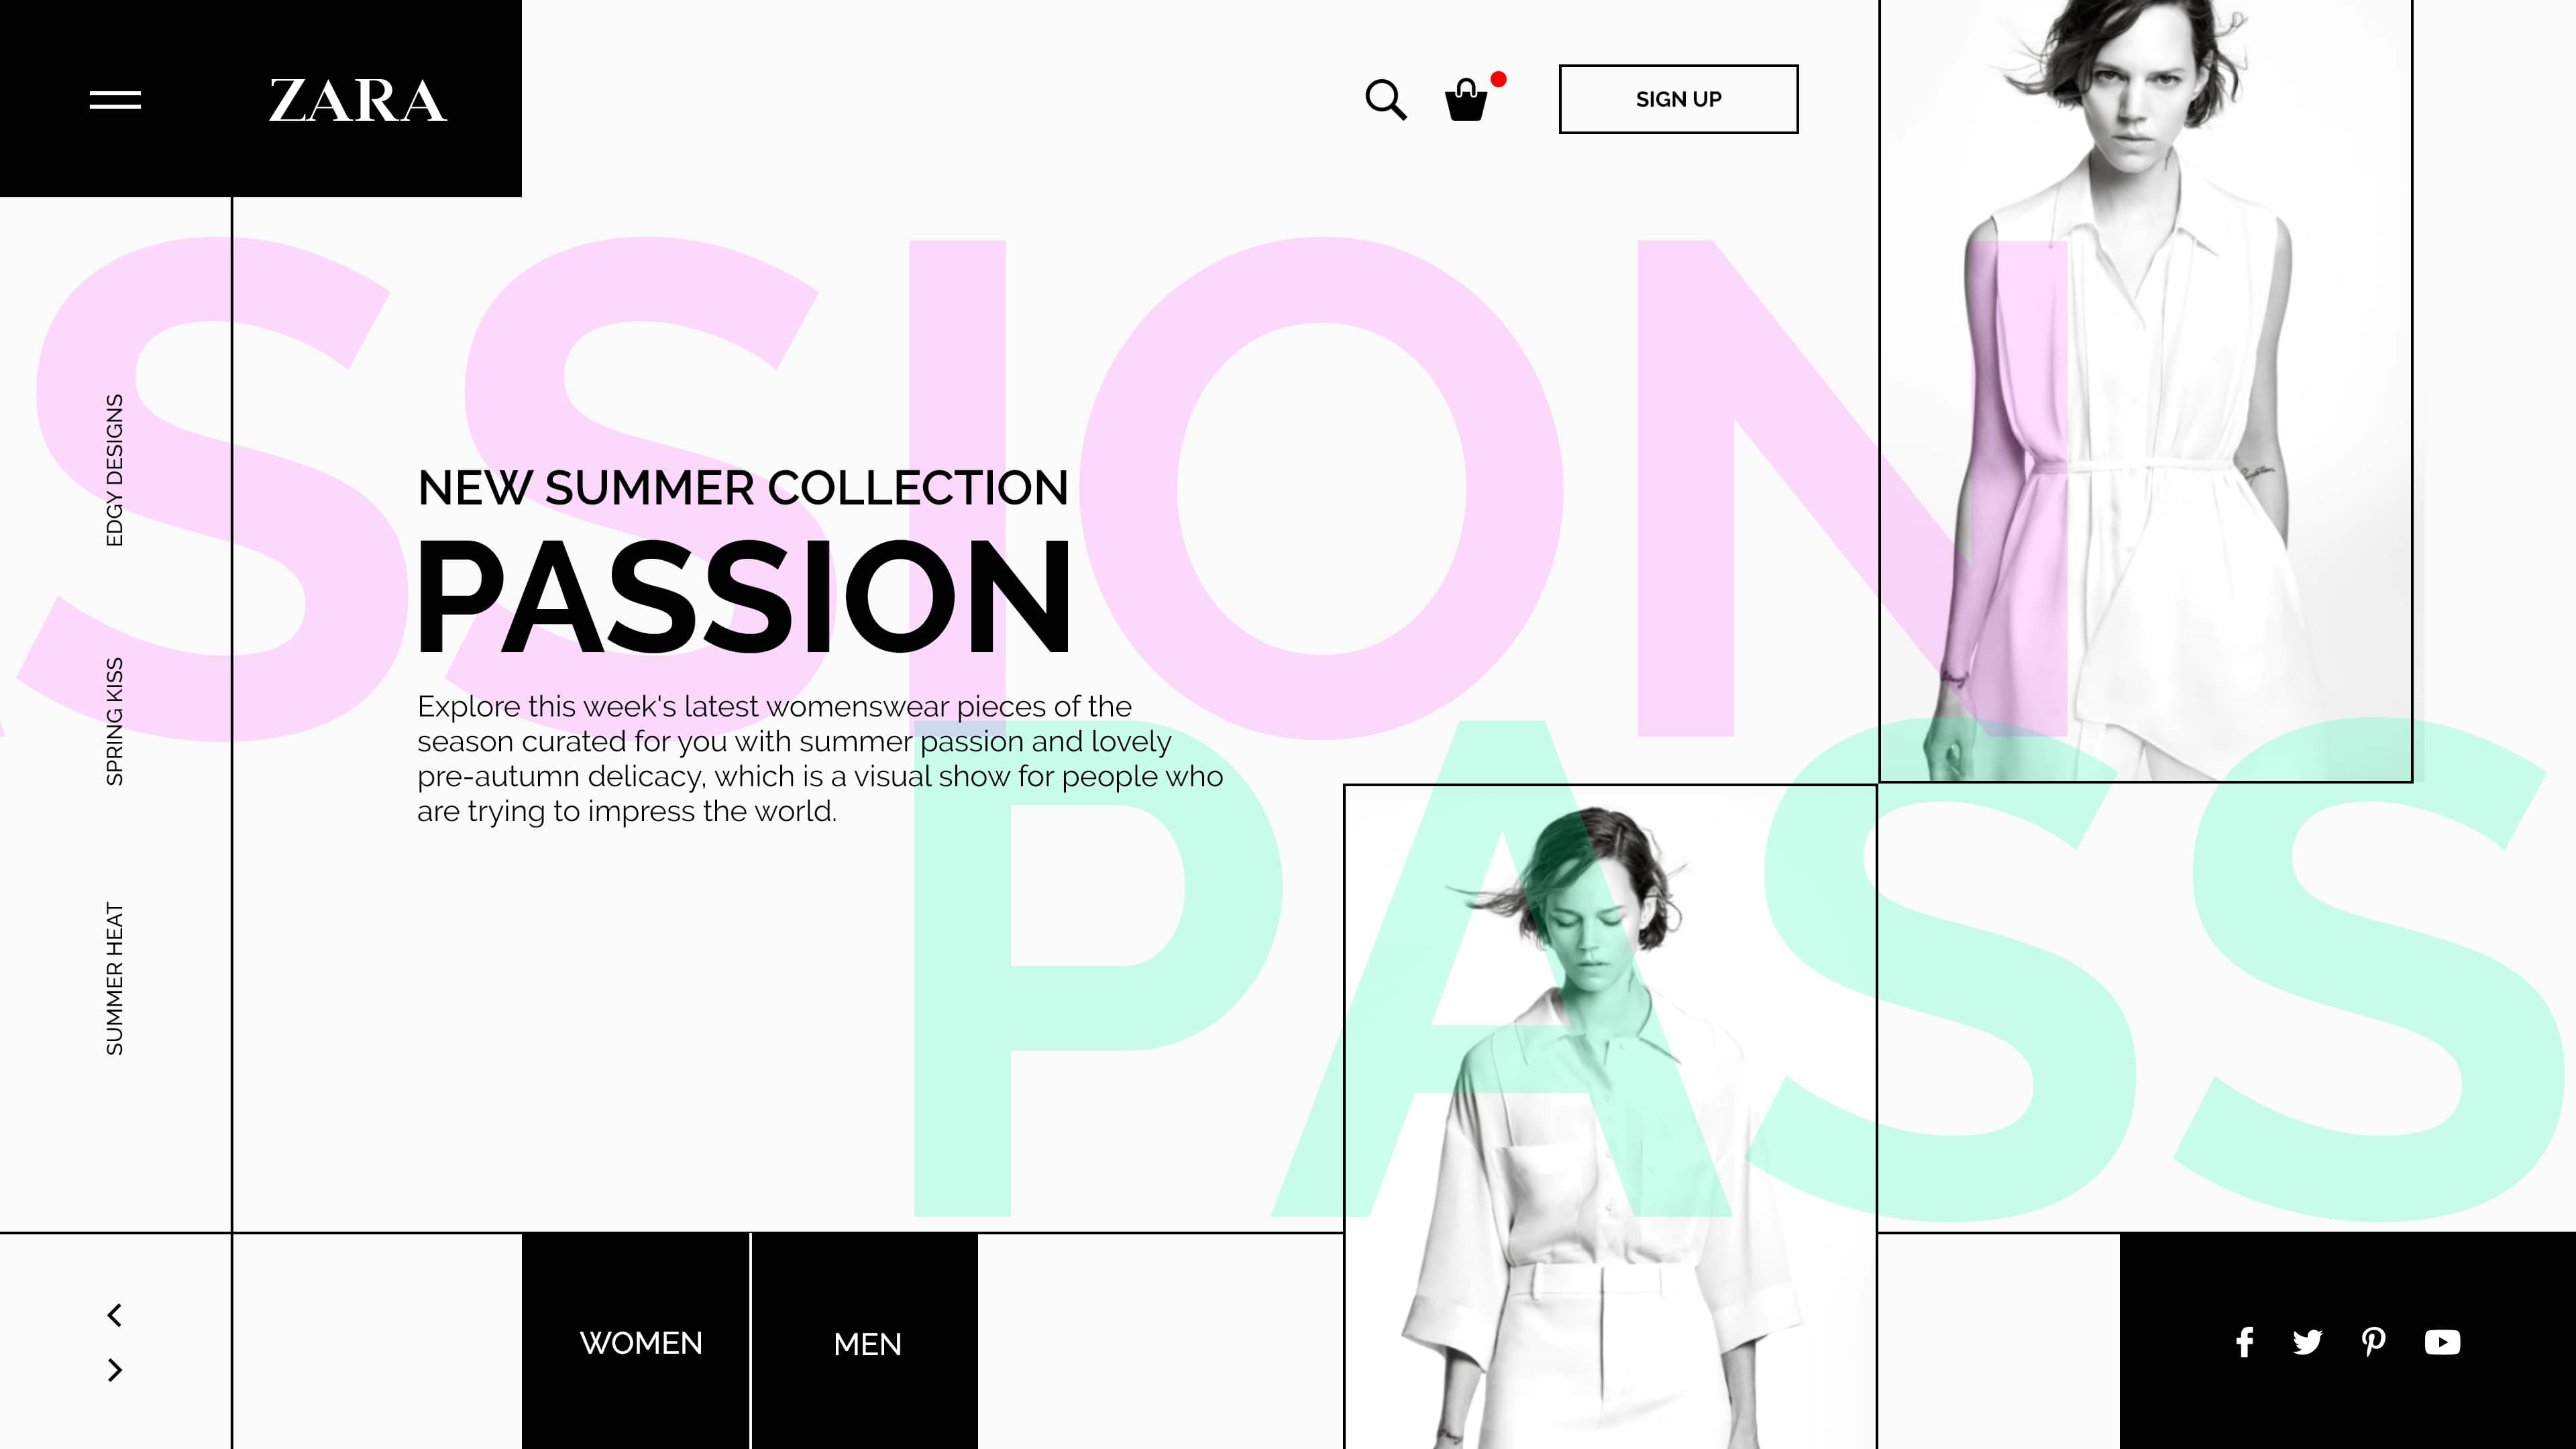 ZARA
SIGN UP
SSION
EDGY DESIGNS
SPRING KISS
SUMMER HEAT
NEW SUMMER COLLECTION
PASSION
Explore this week's latest womenswear pieces of the
season curated for you with summer passion and lovely
pre-autumn delicacy, which is a visual show for people who
are trying to impress the world.
PASS
WOMEN
MEN